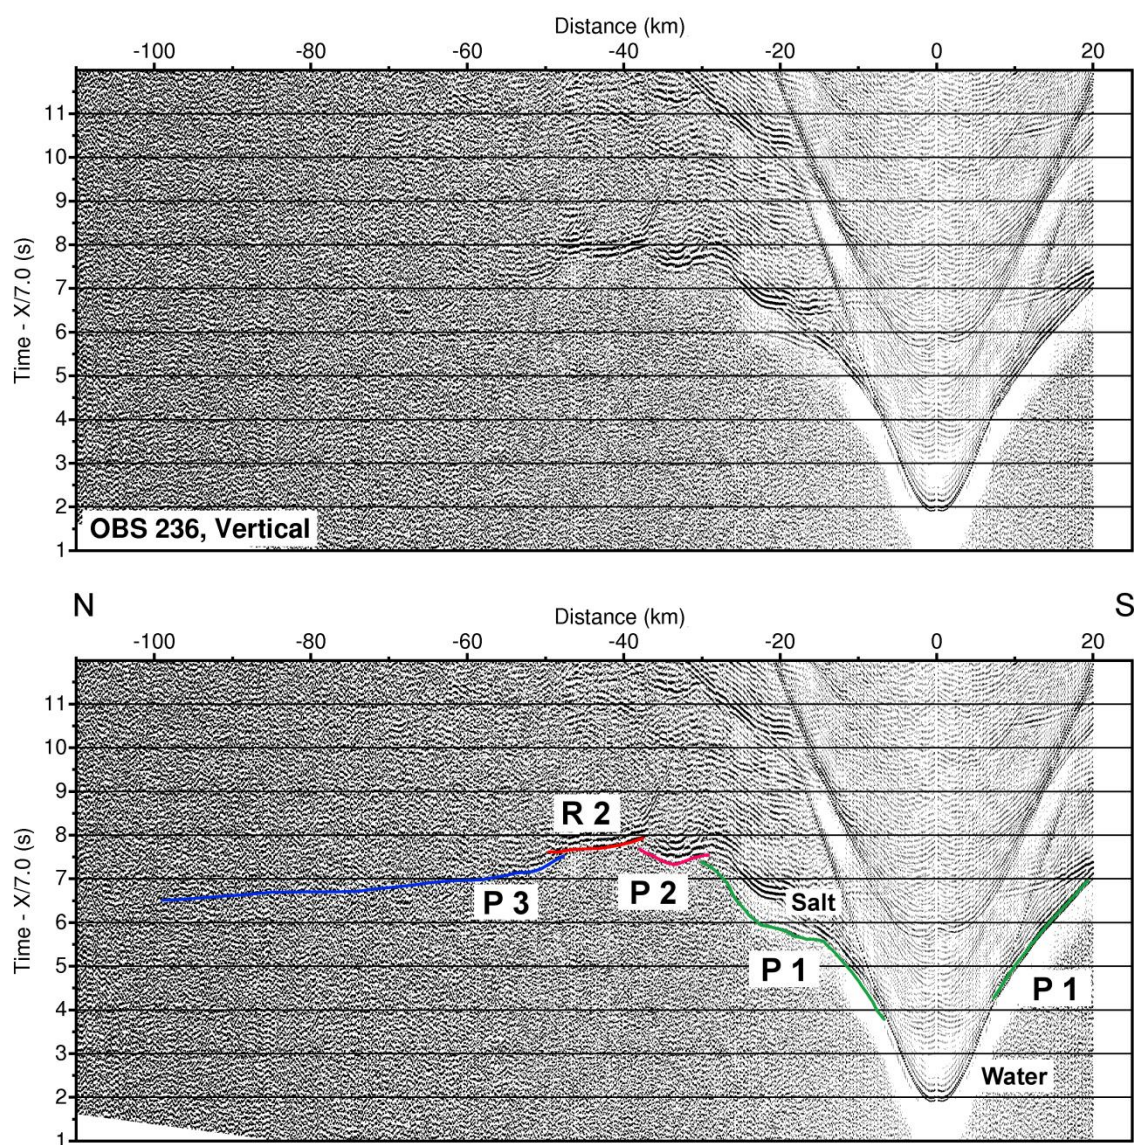 Distance (km)
-100 -80 -60 -40 -20 0 20
11
10
9
8
7
6
5
4
3
2
1
Time - X/7.0 (s)
OBS 236, Vertical
N S
Distance (km)
-100 -80 -60 -40 -20 0 20
11
10
9
8
7
6
5
4
3
2
1
Time - X/7.0 (s)
R 2
P 3
P 2
Salt
P 1
P 1
Water